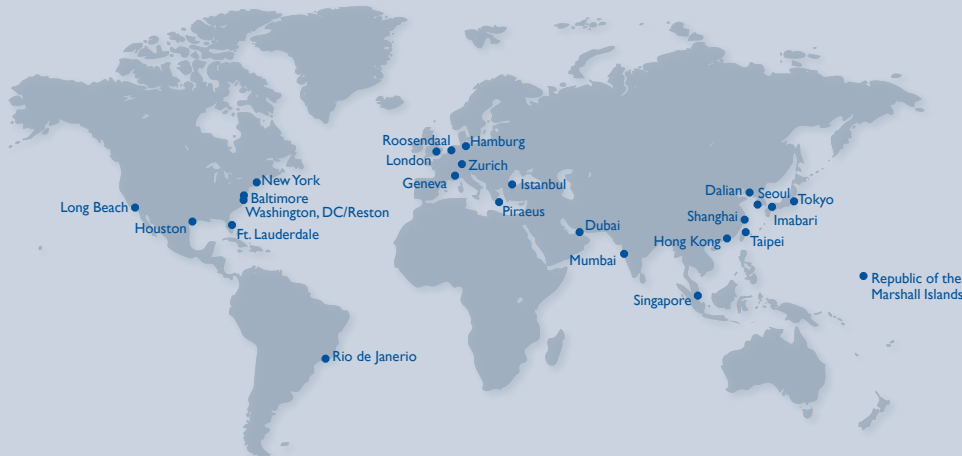 Roosendaal
Hamburg
London
Zurich
Geneva
Istanbul
Piraeus
New York
Baltimore
Washington, DC/Reston
Long Beach
Houston
Ft. Lauderdale
Dalian
Seoul
Tokyo
Shanghai
Imabari
Dubai
Hong Kong
Taipei
Mumbai
Republic of the
Marshall Islands
Singapore
Rio de Janerio